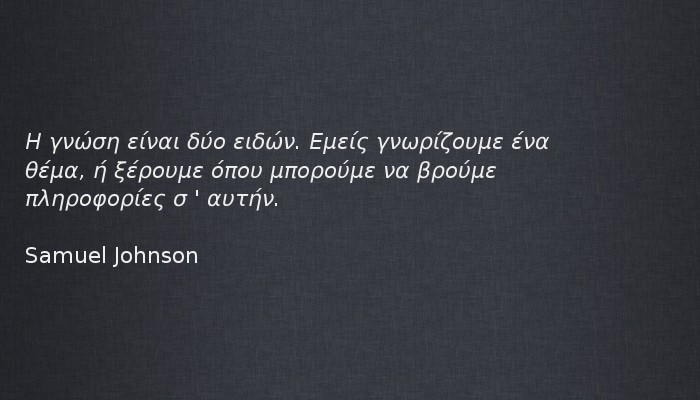 Η γνώση είναι δύο ειδών. Εμείς γνωρίζουμε ένα
θέμα, ή ξέρουμε όπου μπορούμε να βρούμε
πληροφορίες σ ' αυτήν.
Samuel Johnson